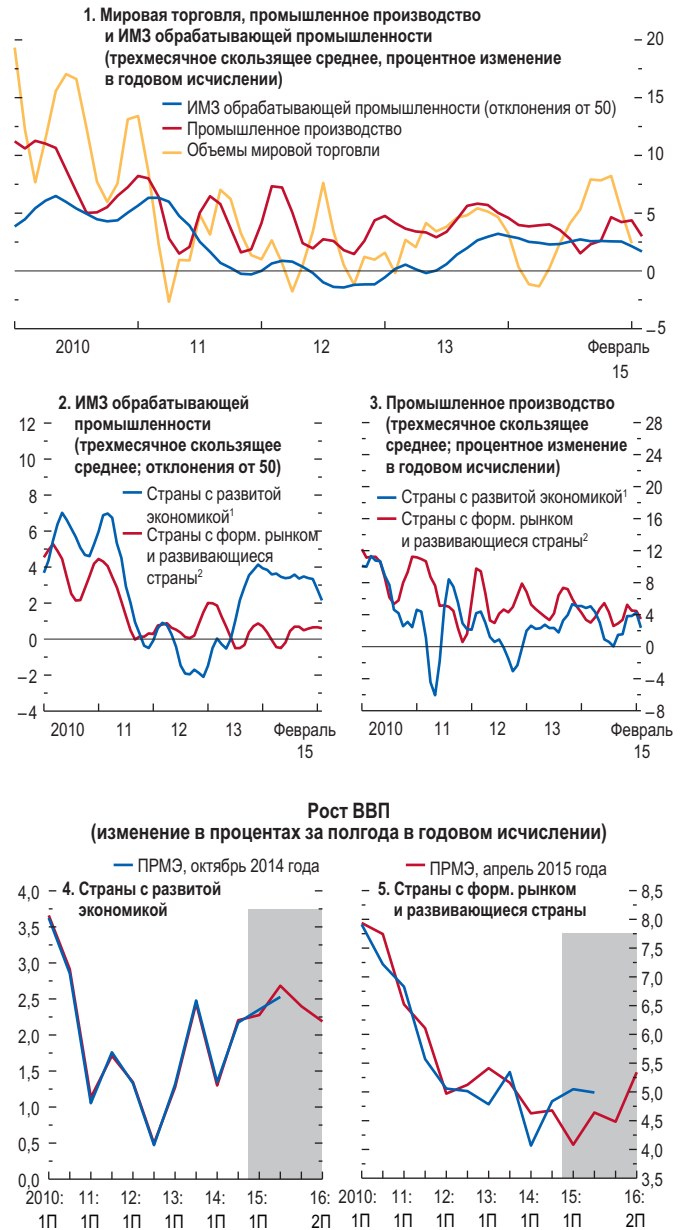 1. Мировая торговля, промышленное производство
и ИМЗ обрабатывающей промышленности
(трехмесячное скользящее среднее, процентное изменение
в годовом исчислении)
ИМЗ обрабатывающей промышленности (отклонения от 50)
Промышленное производство
Объемы мировой торговли
20
15
10
5
0
–5
2010
11
12
13
Февраль
15
2. ИМЗ обрабатывающей
промышленности
(трехмесячное скользящее
среднее; отклонения от 50)
Страны с развитой
экономикой1
Страны с форм. рынком
и развивающиеся
страны2
12
10
8
6
4
2
0
–2
–4
2010
11
12
13
Февраль
15
3. Промышленное производство
(трехмесячное скользящее
среднее; процентное изменение
в годовом исчислении)
Страны с развитой экономикой1
Страны с форм. рынком
и развивающиеся страны2
28
24
20
16
12
8
4
0
–4
–8
2010
11
12
13
Февраль
15
Рост ВВП
(изменение в процентах за полгода в годовом исчислении)
ПРМЭ, октябрь 2014 года
ПРМЭ, апрель 2015 года
4. Страны с развитой
экономикой
4,0
3,5
3,0
2,5
2,0
1,5
1,0
0,5
0,0
2010: 11: 12: 13: 14: 15: 16:
1П 1П 1П 1П 1П 1П 2П
5. Страны с форм. рынком
и развивающиеся страны
8,5
8,0
7,5
7,0
6,5
6,0
5,5
5,0
4,5
4,0
3,5
2010: 11: 12: 13: 14: 15: 16:
1П 1П 1П 1П 1П 1П 2П